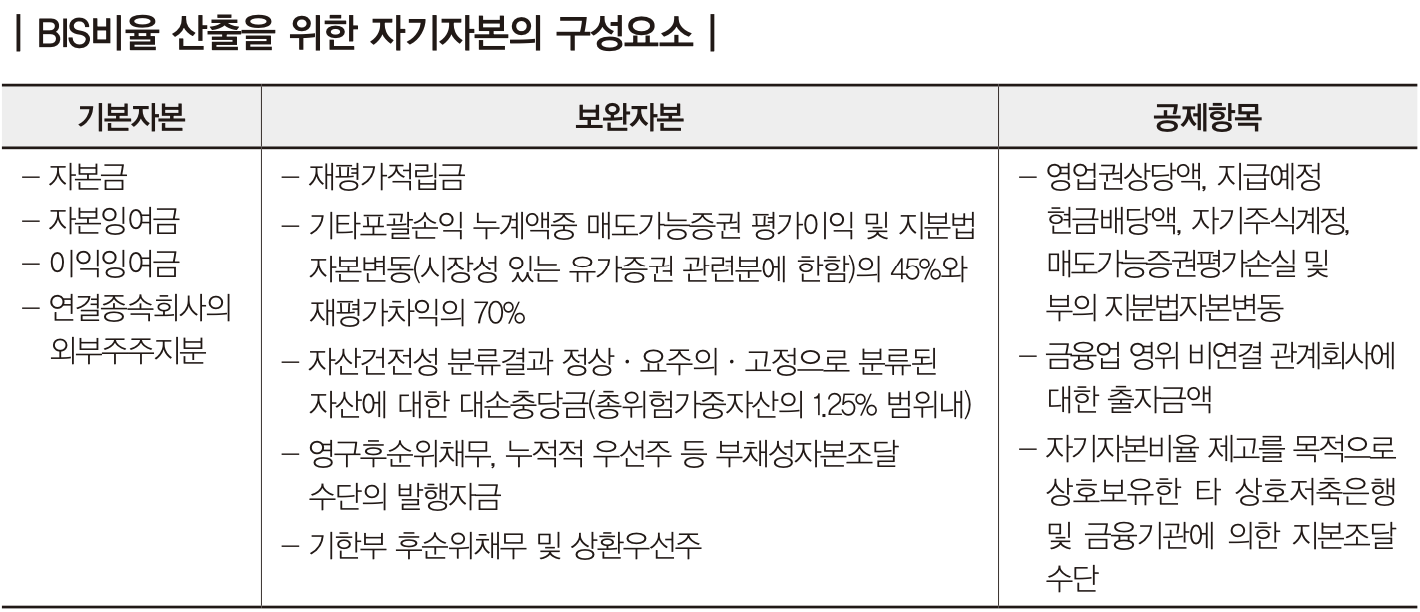 | BIS비율 산출을 위한 자기자본의 구성요소 |
기본자본
보완자본
공제항목
– 자본금
– 자본잉여금
– 이익잉여금
– 연결종속회사의
외부주주지분
– 재평가적립금
– 기타포괄손익 누계액중 매도가능증권 평가이익 및 지분법
자본변동(시장성 있는 유가증권 관련분에 한함)의 45%와
재평가차익의 70%
– 자산건전성 분류결과 정상 · 요주의 · 고정으로 분류된
자산에 대한 대손충당금(총위험가중자산의 1.25% 범위내)
– 영구후순위채무, 누적적 우선주 등 부채성자본조달
수단의 발행자금
– 기한부 후순위채무 및 상환우선주
– 영업권상당액, 지급예정
현금배당액, 자기주식계정,
매도가능증권평가손실 및
부의 지분법자본변동
– 금융업 영위 비연결 관계회사에
대한 출자금액
– 자기자본비율 제고를 목적으로
상호보유한 타 상호저축은행
및 금융기관에 의한 지본조달
수단